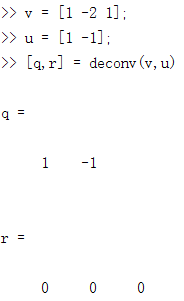 >> v = [1 -2 1];
>> u = [1 -1];
>> [q,r] = deconv(v,u)
q =
1 -1
r =
0 0 0